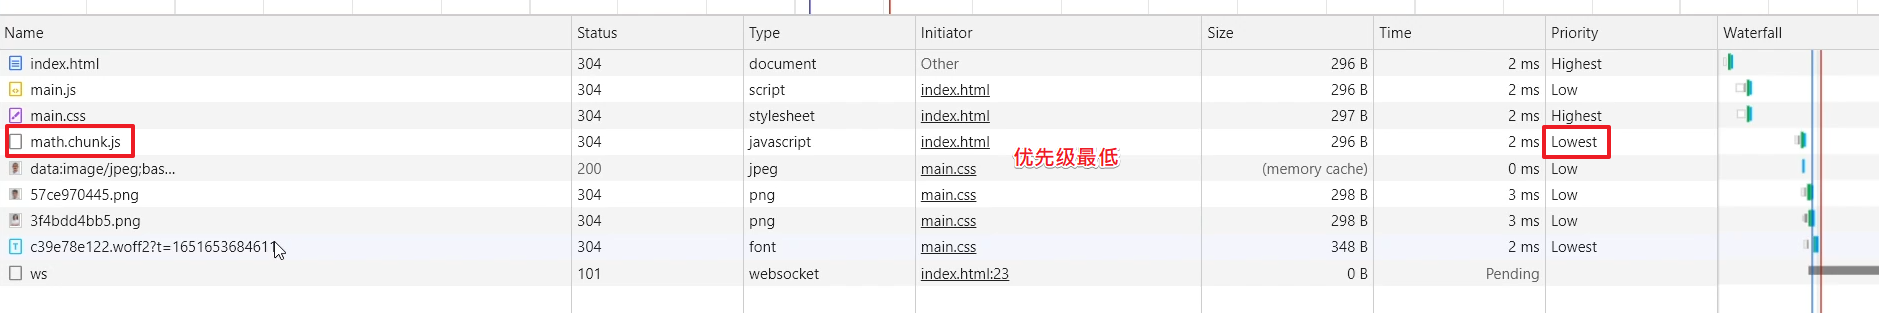 Name Status Type Initiator Size Time Priority Waterfall
index.html 304 document Other 296 B 2 ms Highest
main.js 304 script index.html 296 B 2 ms Low
main.css 304 stylesheet index.html 297 B 2 ms Highest
math.chunk.js 304 javascript index.html 296 B 2 ms Lowest
优先级最低
data:image/jpeg;bas... 200 jpeg main.css (memory cache) 0 ms Low
57ce970445.png 304 png main.css 298 B 3 ms Low
3f4bdd4bb5.png 304 png main.css 298 B 3 ms Low
c39e78e122.woff2?t=1651653684611 304 font main.css 348 B 2 ms Lowest
ws 101 websocket index.html:23 0 B Pending